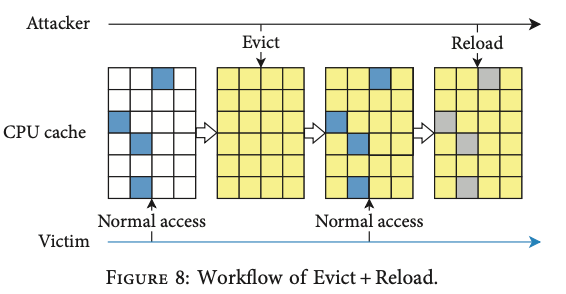 Attacker
Evict
Reload
CPU cache
Normal access
Normal access
Victim
FIGURE 8: Workflow of Evict + Reload.